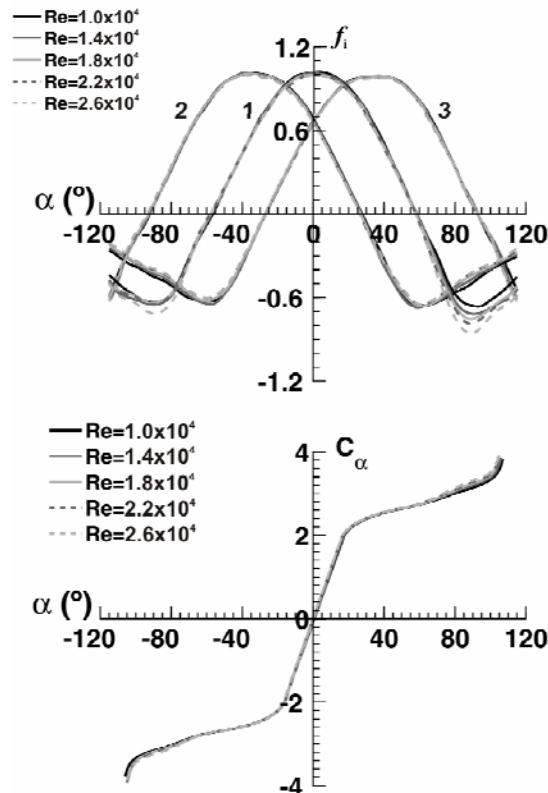 Re=1.0x10⁴
Re=1.4x10⁴
Re=1.8x10⁴
Re=2.2x10⁴
Re=2.6x10⁴
1.2 fᵢ
2 1 3
0.6
α (º)
-120 -80 -40 0 40 80 120
-0.6
-1.2
Re=1.0x10⁴
Re=1.4x10⁴
Re=1.8x10⁴
Re=2.2x10⁴
Re=2.6x10⁴
4 Cα
2
α (º)
0
-120 -80 -40 0 40 80 120
-2
-4